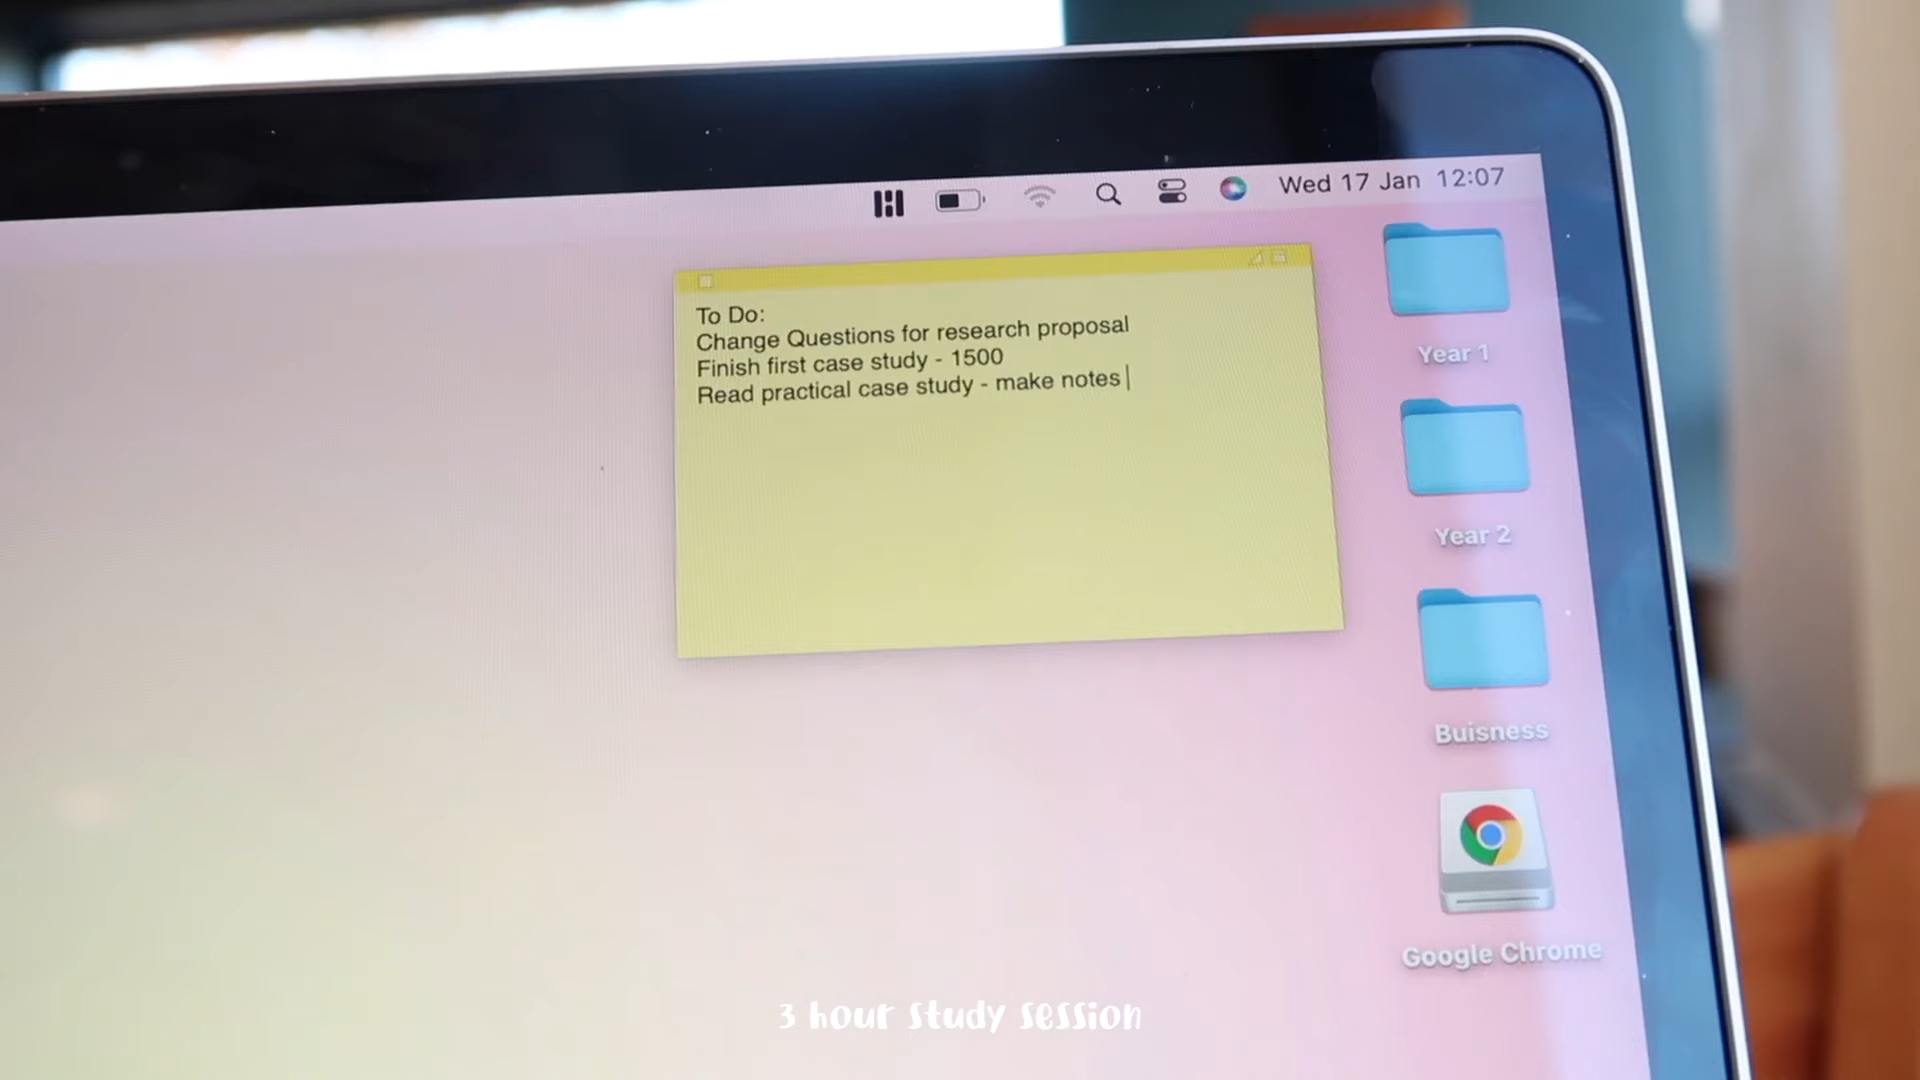 Wed 17 Jan 12:07
To Do:
Change Questions for research proposal
Finish first case study - 1500
Read practical case study - make notes
Year 1
Year 2
Buisness
Google Chrome
3 hour study session